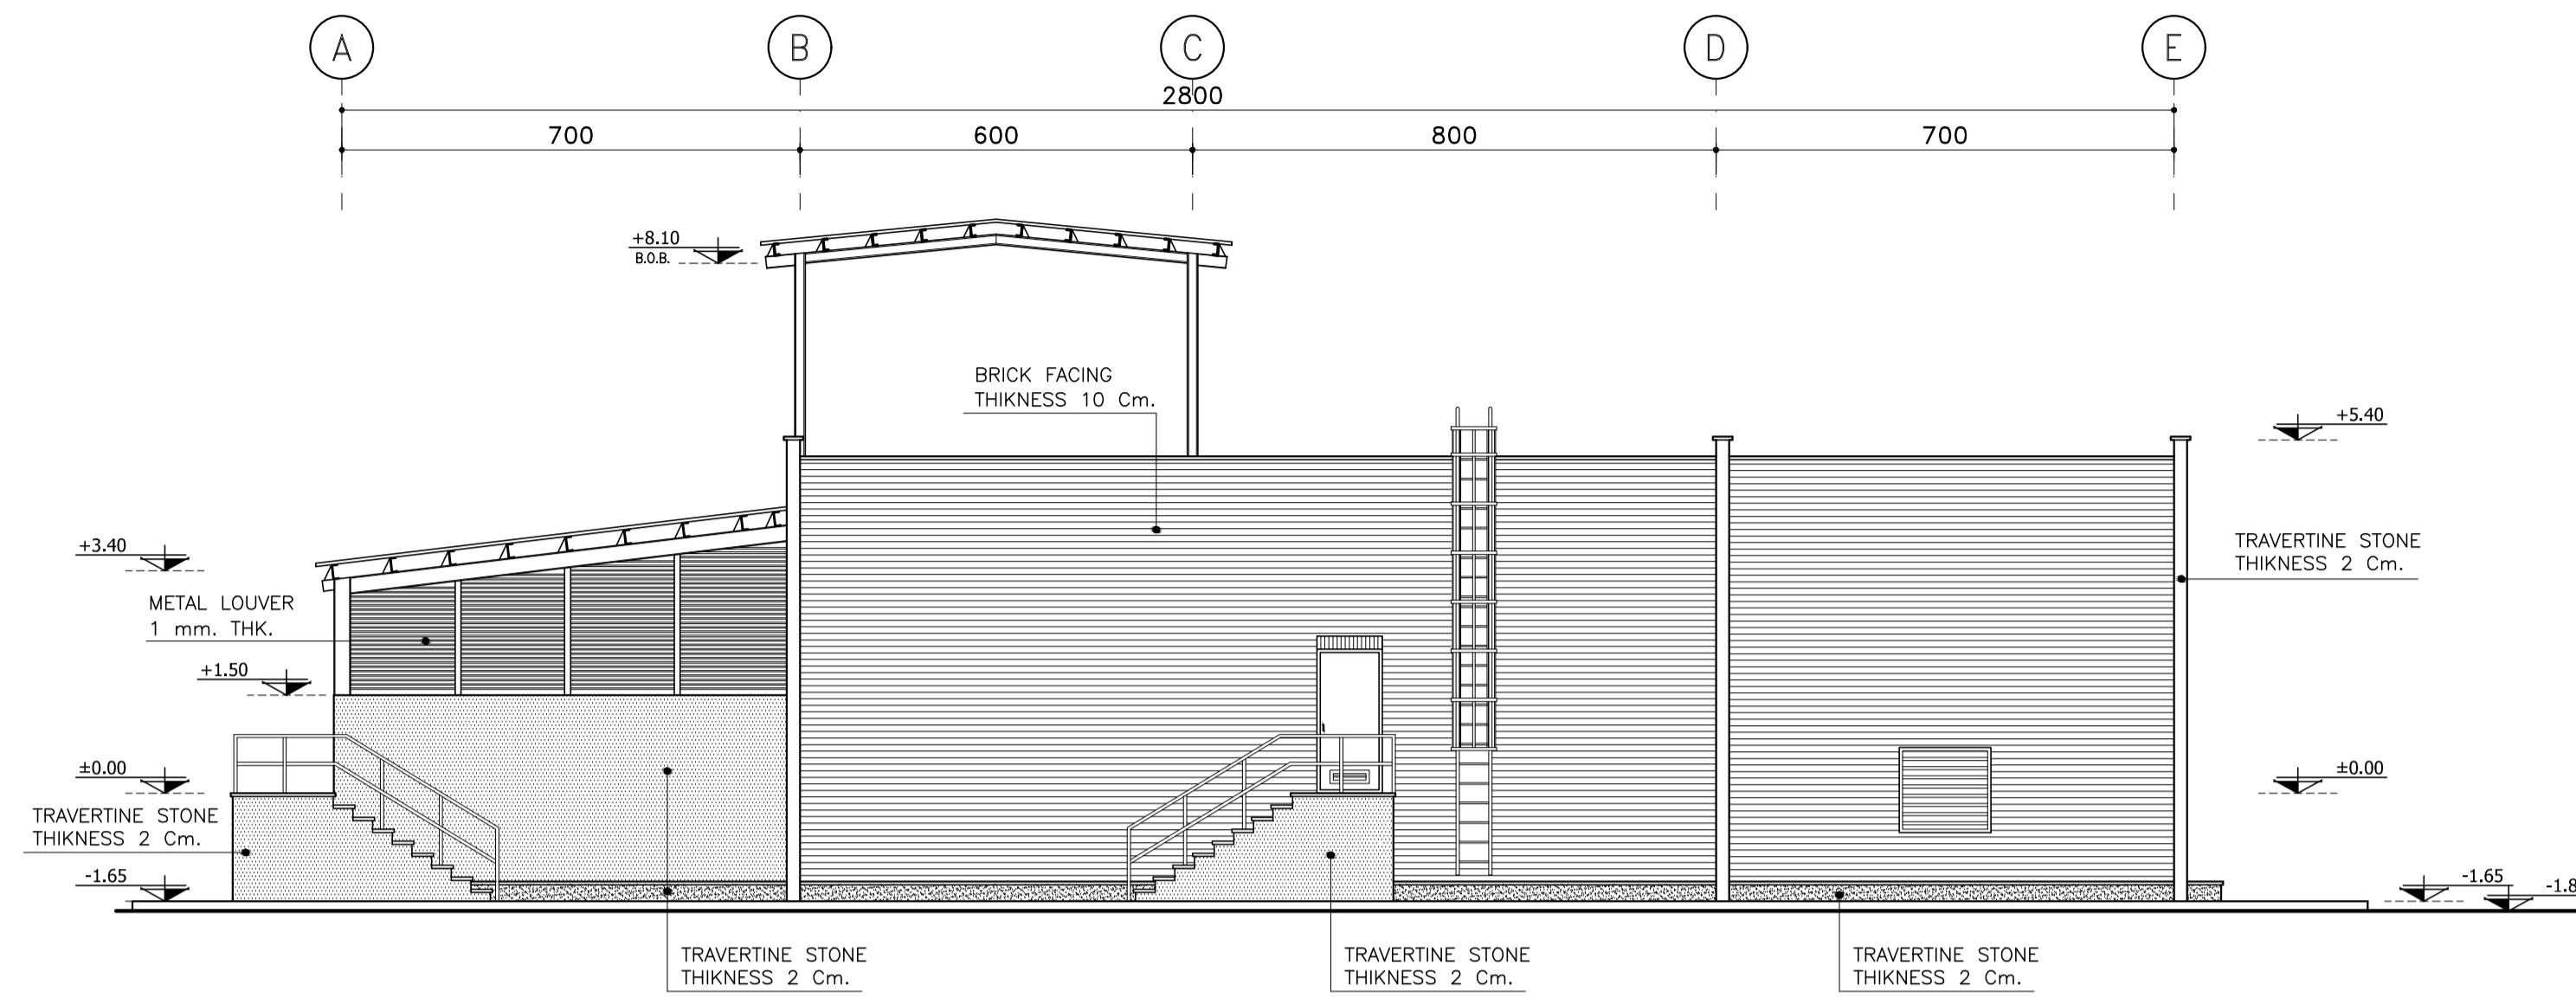 A B C D E
2800
700 600 800 700
+8.10
B.O.B.
BRICK FACING
THIKNESS 10 Cm.
+5.40
+3.40
TRAVERTINE STONE
THIKNESS 2 Cm.
METAL LOUVER
1 mm. THK.
+1.50
±0.00
±0.00
TRAVERTINE STONE
THIKNESS 2 Cm.
-1.65
-1.65
-1.8
TRAVERTINE STONE
THIKNESS 2 Cm.
TRAVERTINE STONE
THIKNESS 2 Cm.
TRAVERTINE STONE
THIKNESS 2 Cm.